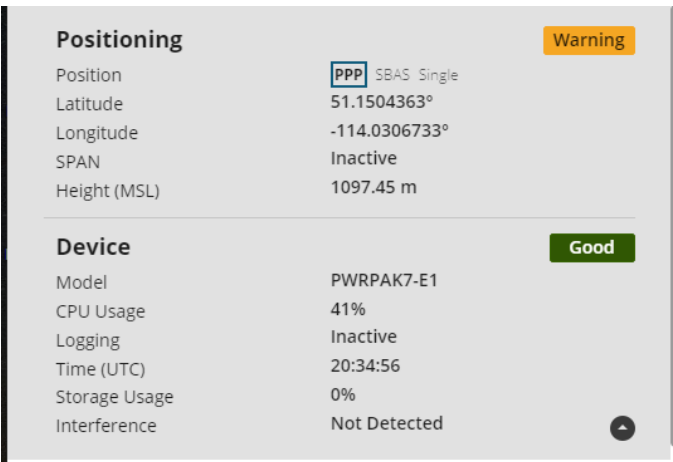 Positioning Warning
Position PPP SBAS Single
Latitude 51.1504363°
Longitude -114.0306733°
SPAN Inactive
Height (MSL) 1097.45 m
Device Good
Model PWRPAK7-E1
CPU Usage 41%
Logging Inactive
Time (UTC) 20:34:56
Storage Usage 0%
Interference Not Detected